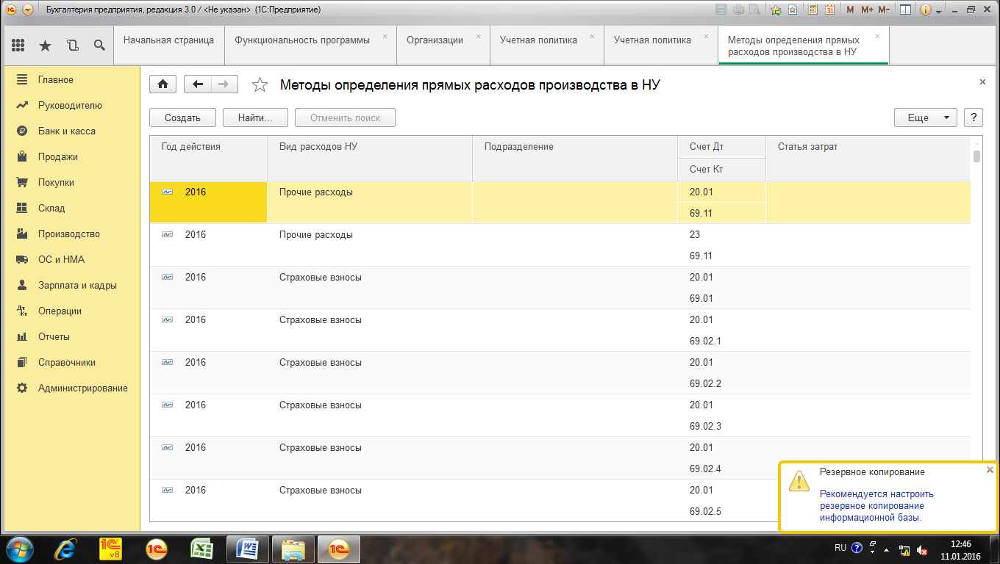 Бухгалтерия предприятия, редакция 3.0 / <Не указан> (1С:Предприятие)
M M+ M-
Начальная страница
Функциональность программы
Организации
Учетная политика
Учетная политика
Методы определения прямых
расходов производства в НУ
Главное
Руководителю
Банк и касса
Продажи
Покупки
Склад
Производство
ОС и НМА
Зарплата и кадры
Операции
Отчеты
Справочники
Администрирование
Методы определения прямых расходов производства в НУ
Создать
Найти...
Отменить поиск
Еще
?
Год действия
Вид расходов НУ
Подразделение
Счет Дт
Статья затрат
Счет Кт
2016 Прочие расходы 20.01
69.11
2016 Прочие расходы 23
69.11
2016 Страховые взносы 20.01
69.01
2016 Страховые взносы 20.01
69.02.1
2016 Страховые взносы 20.01
69.02.2
2016 Страховые взносы 20.01
69.02.3
2016 Страховые взносы 20.01
69.02.4
2016 Страховые взносы 20.01
69.02.5
Резервное копирование
Рекомендуется настроить
резервное копирование
информационной базы.
RU
12:46
11.01.2016